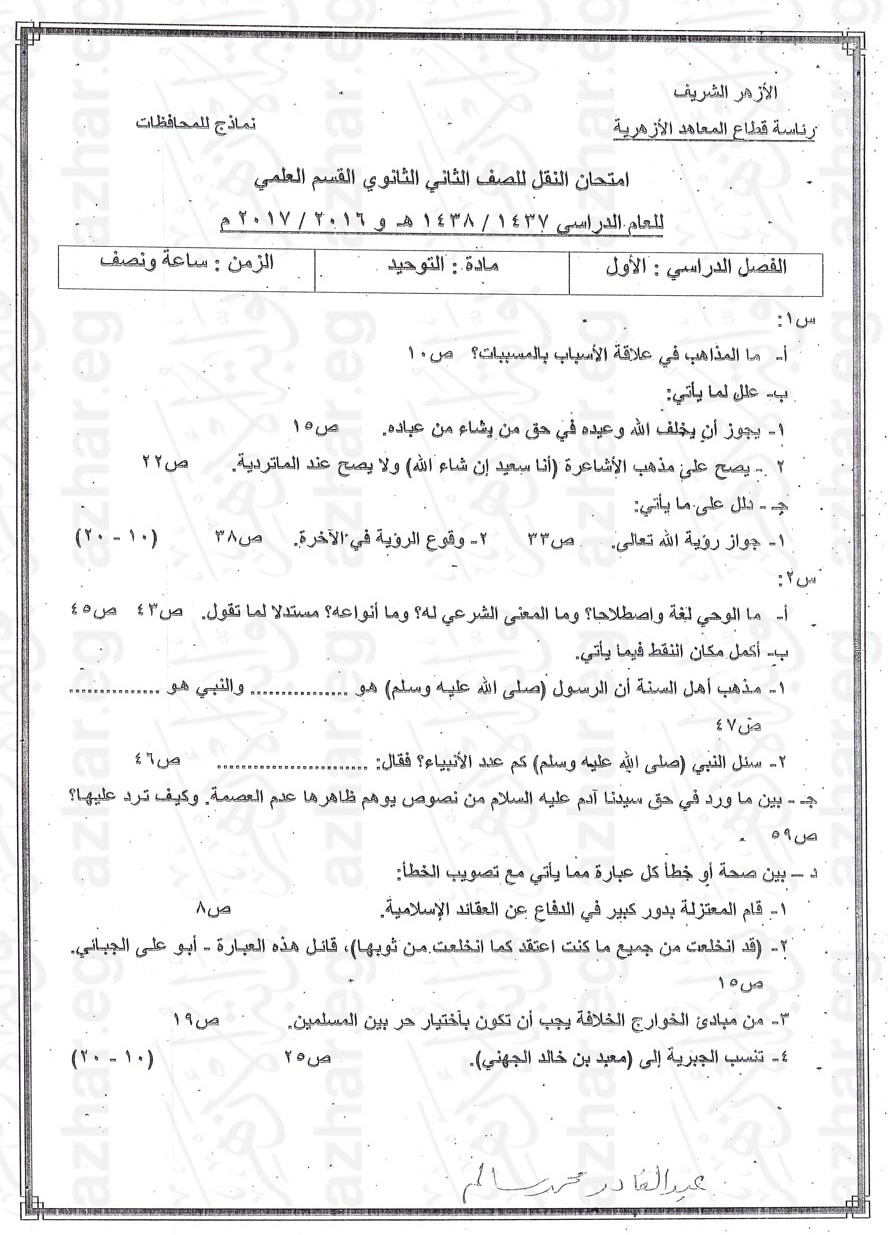 الأزهر الشريف
رئاسة قطاع المعاهد الأزهرية
نماذج للمحافظات
امتحان النقل للصف الثاني الثانوي القسم العلمي
للعام الدراسي ١٤٣٧ / ١٤٣٨ هـ و ٢٠١٦ / ٢٠١٧ م
الفصل الدراسي : الأول
مادة : التوحيد
الزمن : ساعة ونصف
س١:
أ- ما المذاهب في علاقة الأسباب بالمسببات؟ ص١٠
ب- علل لما يأتي:
١- يجوز أن يخلف الله وعيده في حق من يشاء من عباده. ص١٥
٢ - يصح على مذهب الأشاعرة (أنا سعيد إن شاء الله) ولا يصح عند الماتردية. ص٢٢
جـ - دلل على ما يأتي:
١- جواز رؤية الله تعالى. ص٣٣ ٢- وقوع الرؤية في الآخرة. ص٣٨ (١٠ - ٢٠)
س٢:
أ- ما الوحي لغة واصطلاحا؟ وما المعنى الشرعي له؟ وما أنواعه؟ مستدلا لما تقول. ص٤٣ ص٤٥
ب- أكمل مكان النقط فيما يأتي.
١- مذهب أهل السنة أن الرسول (صلى الله عليه وسلم) هو ................ والنبي هو ...............
ص٤٧
٢- سئل النبي (صلى الله عليه وسلم) كم عدد الأنبياء؟ فقال: ......................... ص٤٦
جـ - بين ما ورد في حق سيدنا آدم عليه السلام من نصوص يوهم ظاهرها عدم العصمة. وكيف ترد عليها؟
ص٥٩
د – بين صحة أو خطأ كل عبارة مما يأتي مع تصويب الخطأ:
١- قام المعتزلة بدور كبير في الدفاع عن العقائد الإسلامية. ص٨
٢- (قد انخلعت من جميع ما كنت اعتقد كما انخلعت من ثوبها)، قائل هذه العبارة - أبو على الجبائي.
ص١٥
٣- من مبادئ الخوارج الخلافة يجب أن تكون بأختيار حر بين المسلمين. ص١٩
٤- تنسب الجبرية إلى (معبد بن خالد الجهني). ص٢٥ (١٠ - ٢٠)
عبدالقادر محمد سالم
azhar.eg